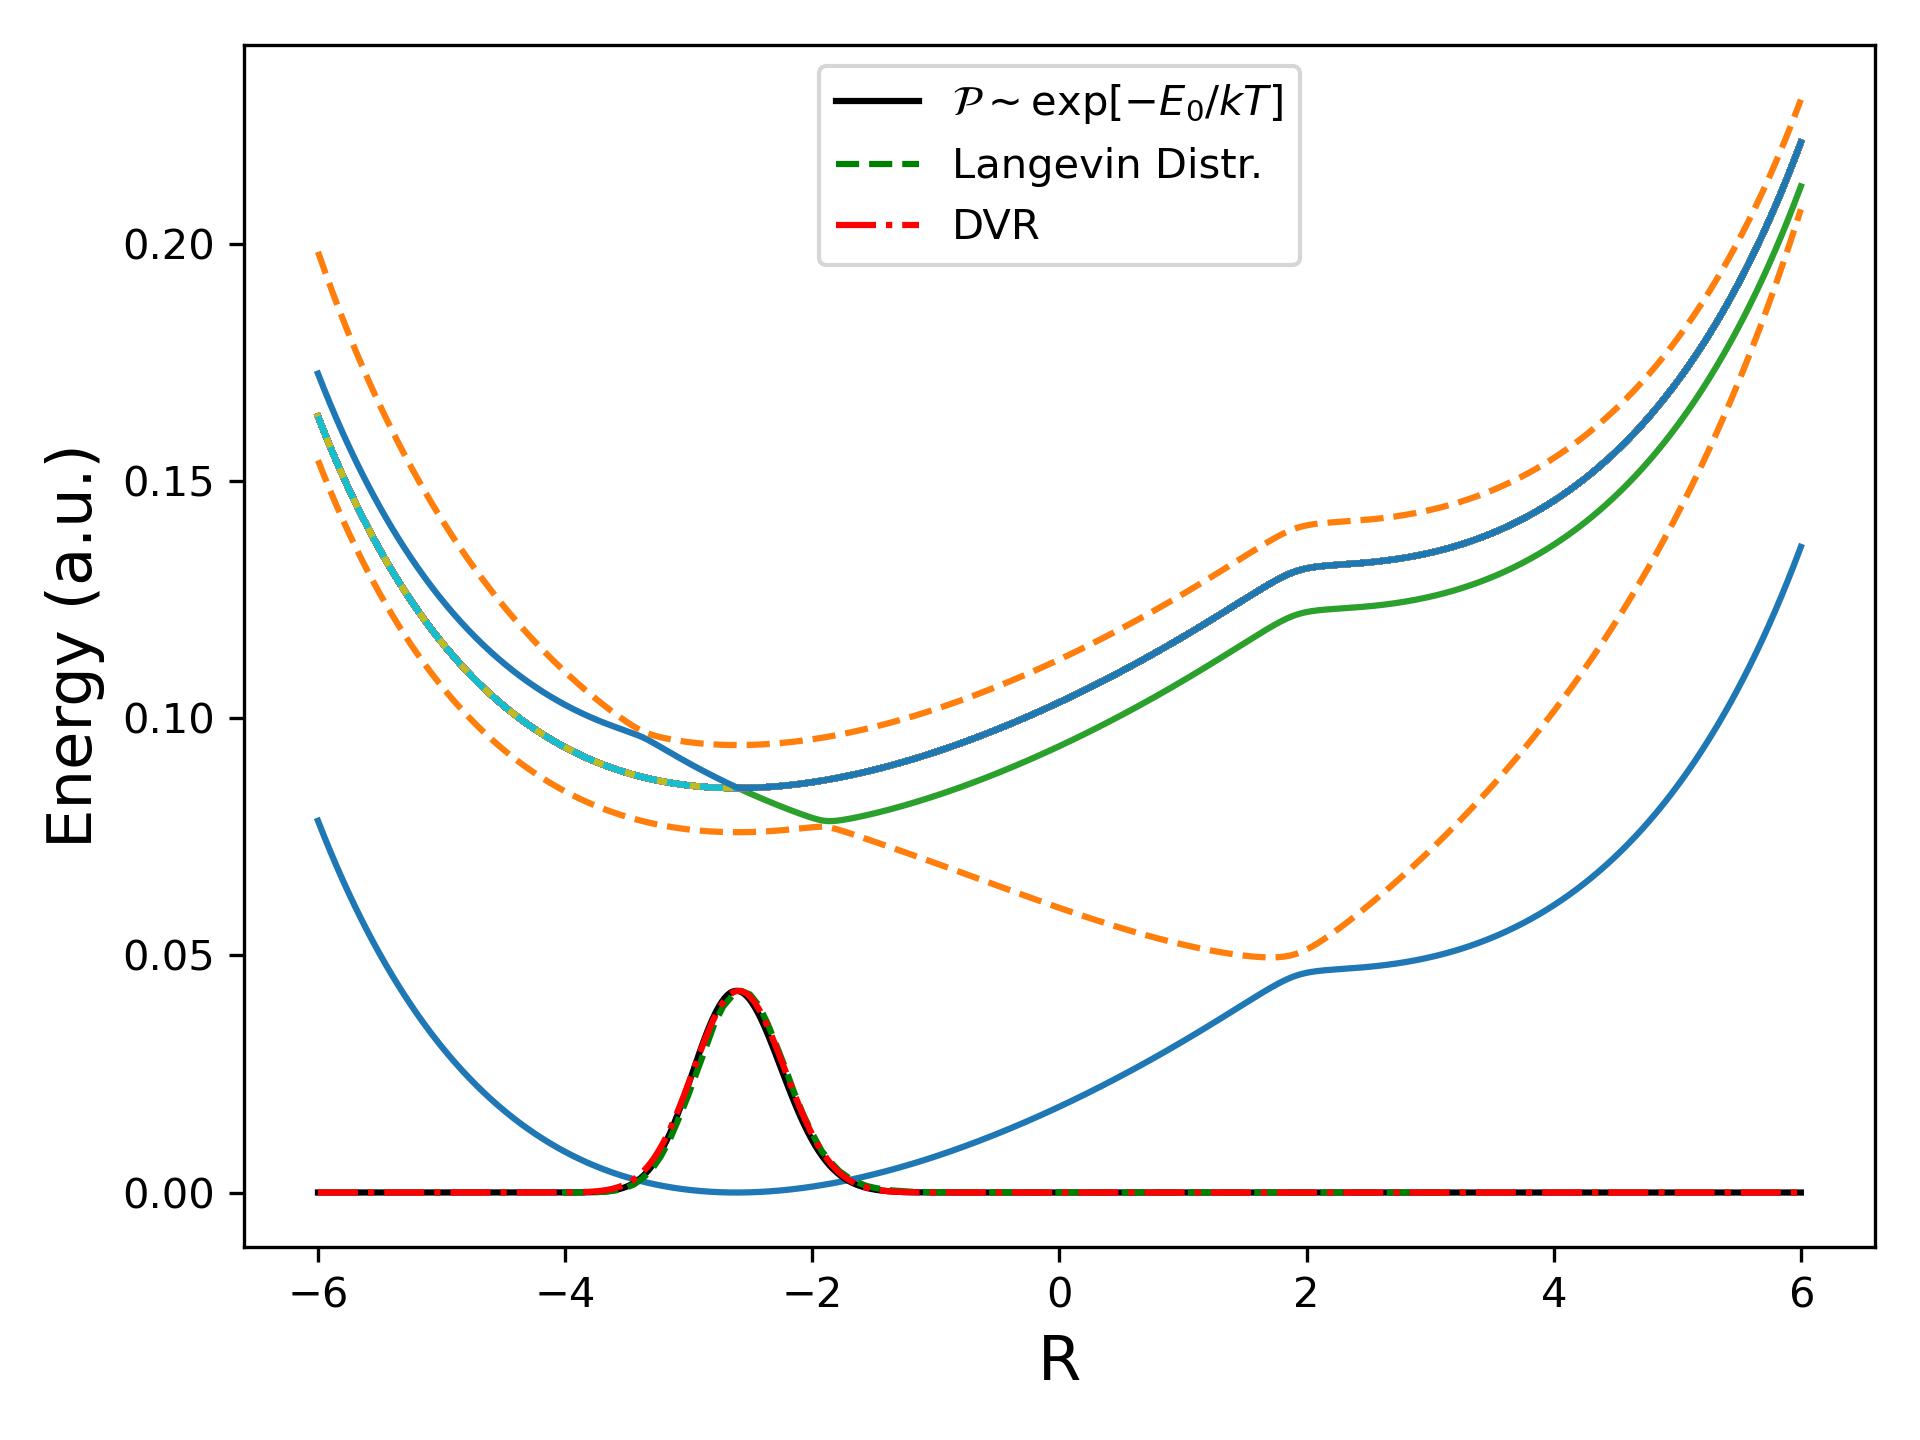 𝒫 ~ exp[−E₀/kT]
Langevin Distr.
DVR
Energy (a.u.)
0.20
0.15
0.10
0.05
0.00
−6 −4 −2 0 2 4 6
R